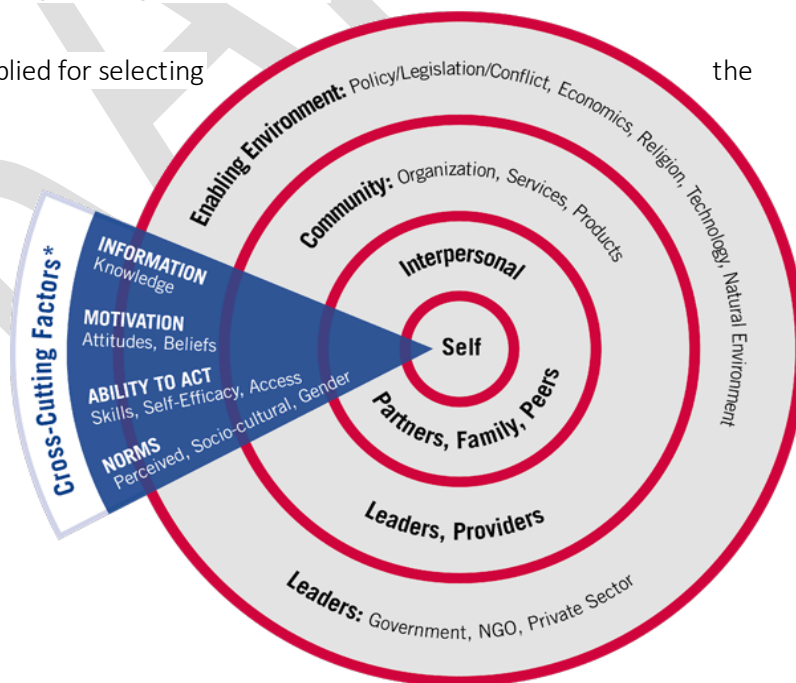 plied for selecting the
Enabling Environment: Policy/Legislation/Conflict, Economics, Religion, Technology, Natural Environment
Community: Organization, Services, Products
Interpersonal
Self
Partners, Family, Peers
Leaders, Providers
Leaders: Government, NGO, Private Sector
Cross-Cutting Factors*
INFORMATION
Knowledge
MOTIVATION
Attitudes, Beliefs
ABILITY TO ACT
Skills, Self-Efficacy, Access
NORMS
Perceived, Socio-cultural, Gender